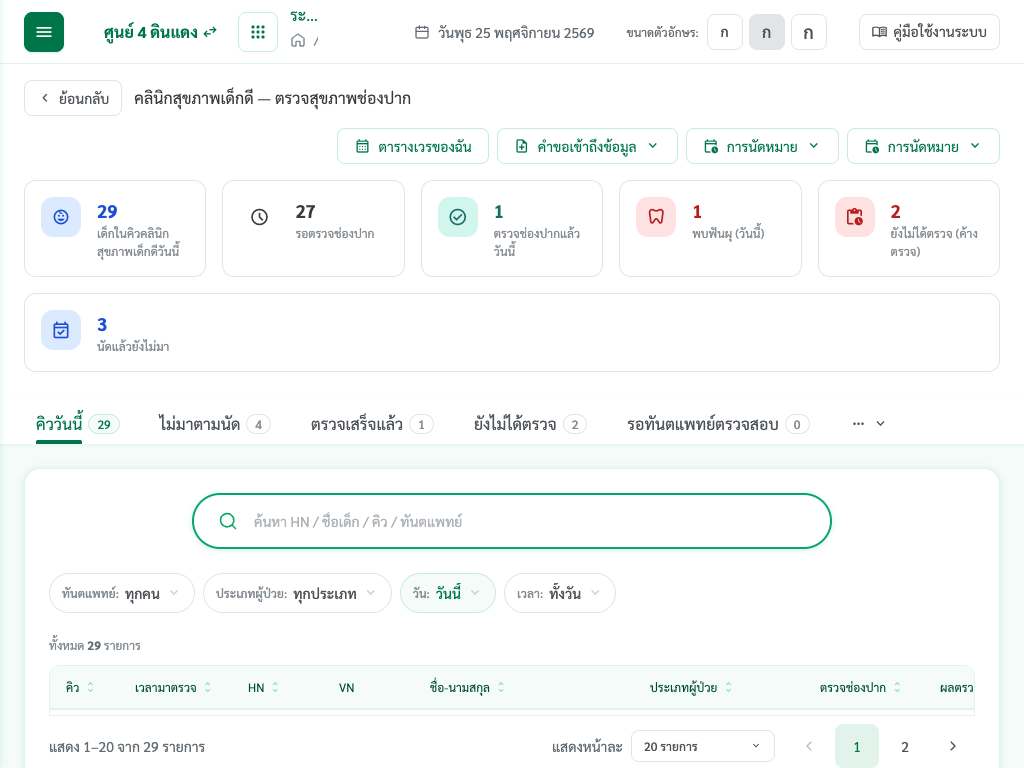 ศูนย์ 4 ดินแดง
ระ...
/
วันพุธ 25 พฤศจิกายน 2569
ขนาดตัวอักษร:
ก
ก
ก
คู่มือใช้งานระบบ
ย้อนกลับ
คลินิกสุขภาพเด็กดี — ตรวจสุขภาพช่องปาก
ตารางเวรของฉัน
คำขอเข้าถึงข้อมูล
การนัดหมาย
การนัดหมาย
29
เด็กในคิวคลินิก
สุขภาพเด็กดีวันนี้
27
รอตรวจช่องปาก
1
ตรวจช่องปากแล้ว
วันนี้
1
พบฟันผุ (วันนี้)
2
ยังไม่ได้ตรวจ (ค้าง
ตรวจ)
3
นัดแล้วยังไม่มา
คิววันนี้ 29
ไม่มาตามนัด 4
ตรวจเสร็จแล้ว 1
ยังไม่ได้ตรวจ 2
รอทันตแพทย์ตรวจสอบ 0
ค้นหา HN / ชื่อเด็ก / คิว / ทันตแพทย์
ทันตแพทย์: ทุกคน
ประเภทผู้ป่วย: ทุกประเภท
วัน: วันนี้
เวลา: ทั้งวัน
ทั้งหมด 29 รายการ
คิว
เวลามาตรวจ
HN
VN
ชื่อ-นามสกุล
ประเภทผู้ป่วย
ตรวจช่องปาก
ผลตรว
แสดง 1–20 จาก 29 รายการ
แสดงหน้าละ
20 รายการ
1
2